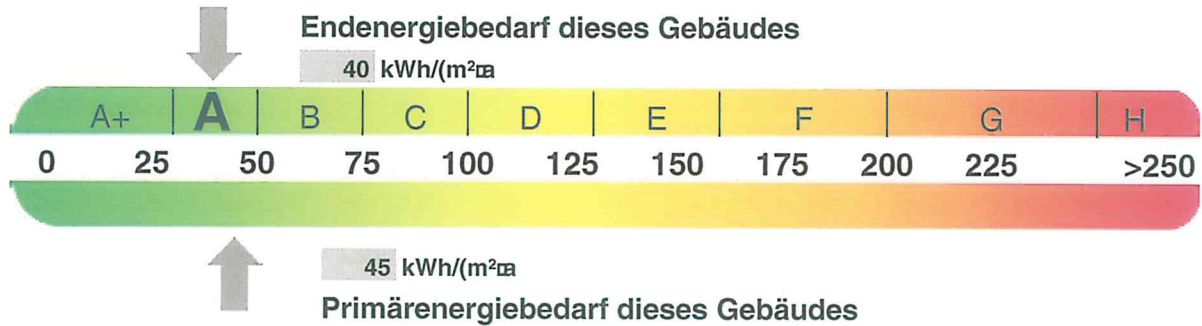 Endenergiebedarf dieses Gebäudes
40 kWh/(m²¤a
A+ A B C D E F G H
0 25 50 75 100 125 150 175 200 225 >250
45 kWh/(m²¤a
Primärenergiebedarf dieses Gebäudes